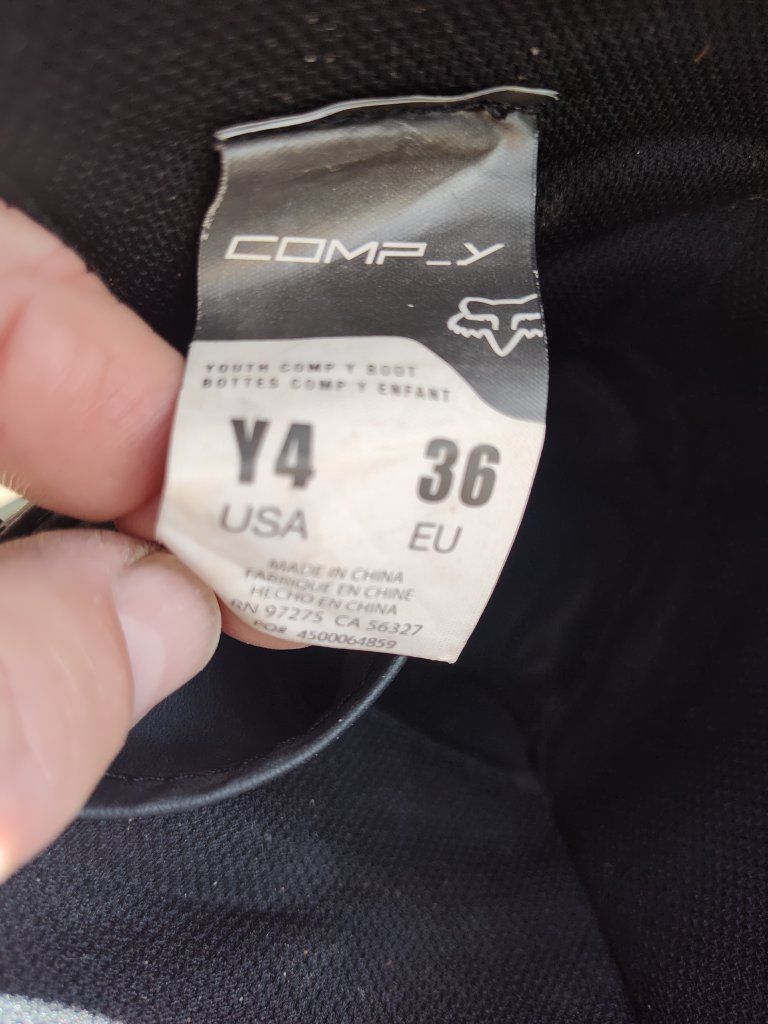 COMP_Y
YOUTH COMP Y BOOT
BOTTES COMP Y ENFANT
Y4 36
USA EU
MADE IN CHINA
FABRIQUE EN CHINE
HECHO EN CHINA
RN 97275 CA 56327
PO# 4500064859